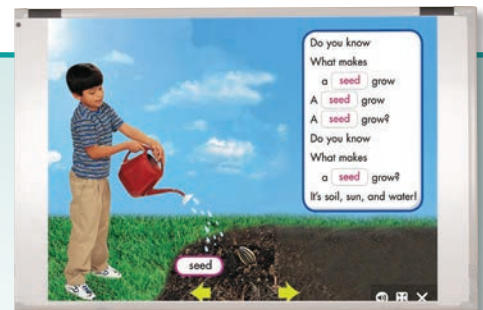 Do you know
What makes
a seed grow
A seed grow
A seed grow?
Do you know
What makes
a seed grow?
It's soil, sun, and water!
seed